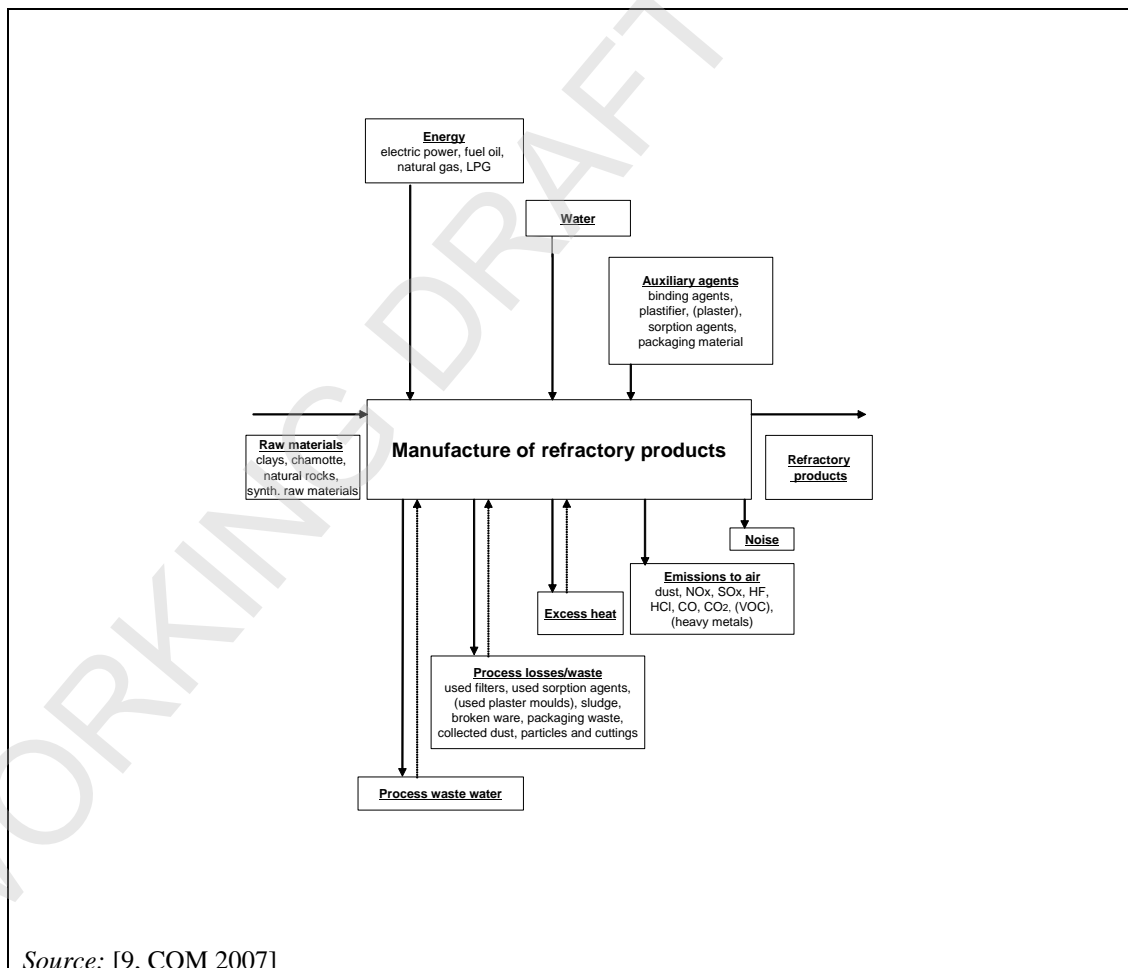 Energy
electric power, fuel oil,
natural gas, LPG
Water
Auxiliary agents
binding agents,
plastifier, (plaster),
sorption agents,
packaging material
Raw materials
clays, chamotte,
natural rocks,
synth. raw materials
Manufacture of refractory products
Refractory
products
Noise
Emissions to air
dust, NOx, SOx, HF,
HCl, CO, CO2, (VOC),
(heavy metals)
Excess heat
Process losses/waste
used filters, used sorption agents,
(used plaster moulds), sludge,
broken ware, packaging waste,
collected dust, particles and cuttings
Process waste water
WORKING DRAFT
Source: [9, COM 2007]